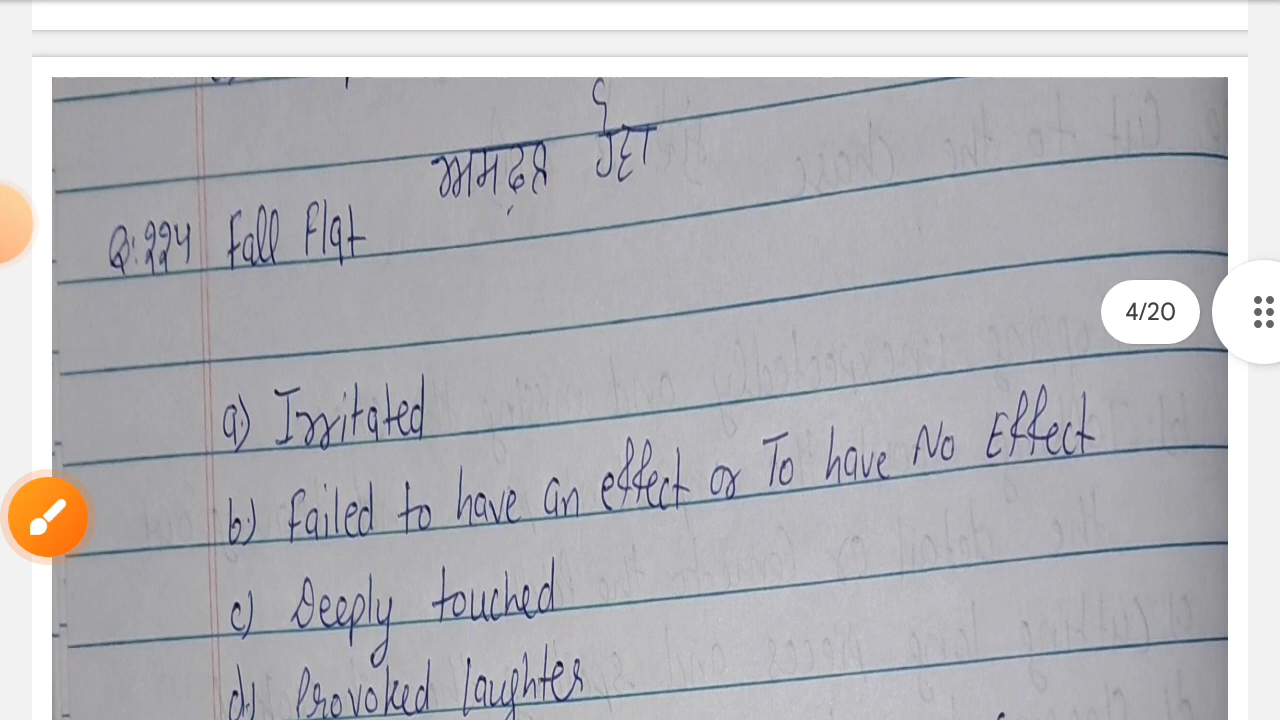 Q:224 Fall Flat
4/20
a) Irritated
b) Failed to have an effect or To have No Effect
c) Deeply touched
d) Provoked laughter